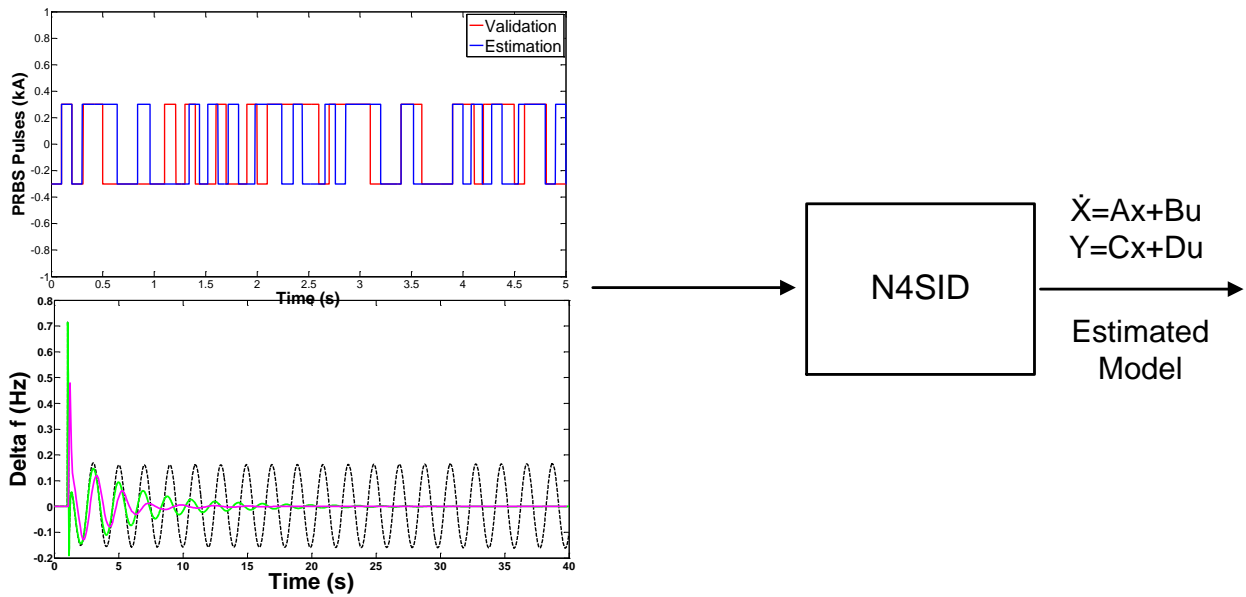 PRBS Pulses (kA)
1
0.8
0.6
0.4
0.2
0
-0.2
-0.4
-0.6
-0.8
-1
Validation
Estimation
0 0.5 1 1.5 2 2.5 3 3.5 4 4.5 5
Time (s)
Delta f (Hz)
0.8
0.7
0.6
0.5
0.4
0.3
0.2
0.1
0
-0.1
-0.2
0 5 10 15 20 25 30 35 40
Time (s)
N4SID
Ẋ=Ax+Bu
Y=Cx+Du
Estimated
Model